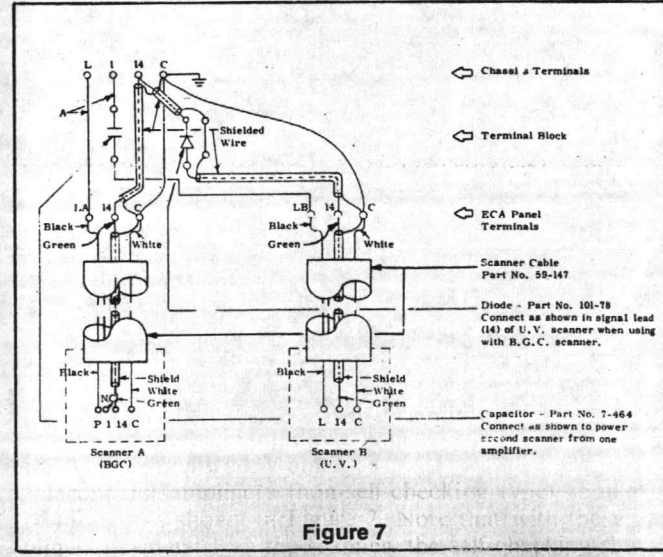 L 1 14 C
Chassis Terminals
A
Shielded
Wire
Terminal Block
LA 14 C
LB 14 C
ECA Panel
Terminals
Black
White
Green
Black
White
Green
Scanner Cable
Part No. 59-147
Diode - Part No. 101-78
Connect as shown in signal lead
(14) of U.V. scanner when using
with B.G.C. scanner.
Black
Shield
White
Green
NC
P 1 14 C
Black
Shield
White
Green
L 14 C
Capacitor - Part No. 7-464
Connect as shown to power
second scanner from one
amplifier.
Scanner A
(BGC)
Scanner B
(U.V.)
Figure 7